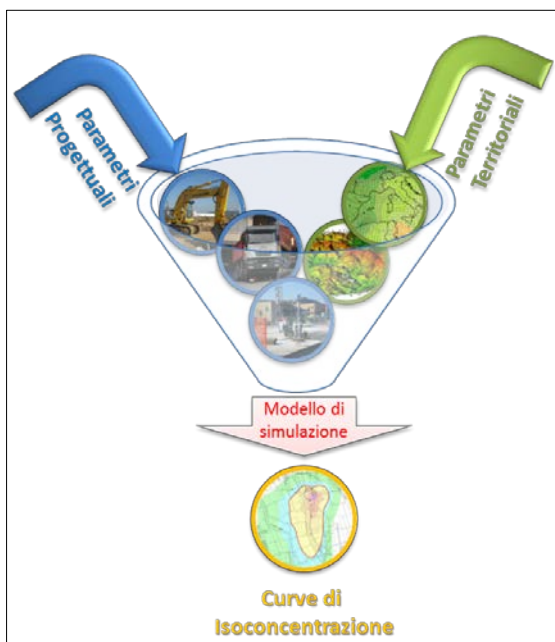 Parametri
Progettuali
Parametri
Territoriali
Modello di
simulazione
Curve di
Isoconcentrazione